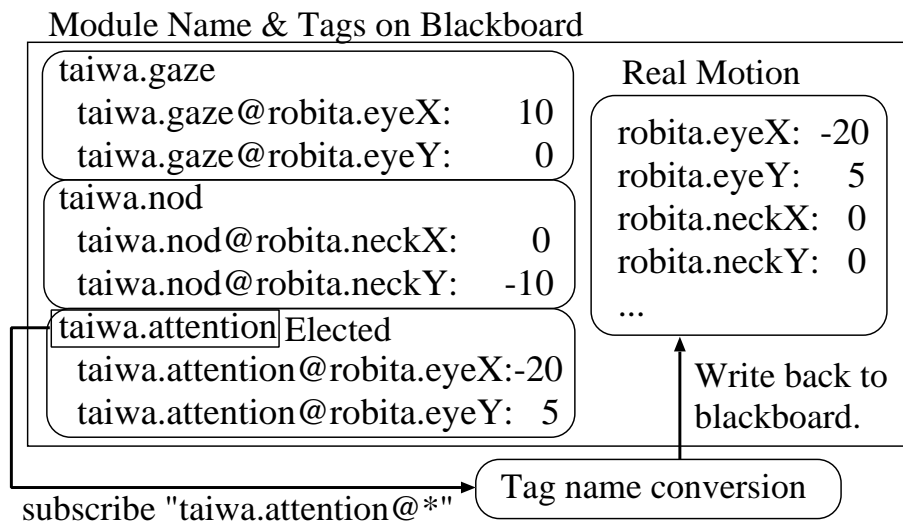 Module Name & Tags on Blackboard
taiwa.gaze
taiwa.gaze@robita.eyeX: 10
taiwa.gaze@robita.eyeY: 0
taiwa.nod
taiwa.nod@robita.neckX: 0
taiwa.nod@robita.neckY: -10
taiwa.attention Elected
taiwa.attention@robita.eyeX:-20
taiwa.attention@robita.eyeY: 5
Real Motion
robita.eyeX: -20
robita.eyeY: 5
robita.neckX: 0
robita.neckY: 0
...
Write back to
blackboard.
Tag name conversion
subscribe "taiwa.attention@*"